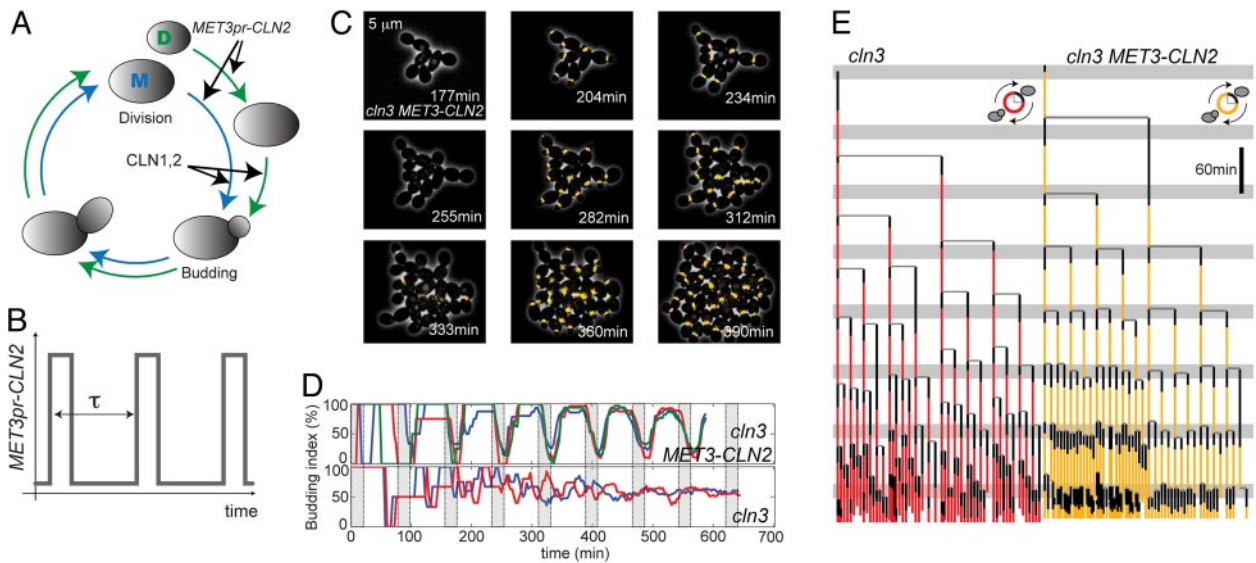 A
MET3pr-CLN2
D
M
Division
CLN1,2
Budding
B
MET3pr-CLN2
τ
time
C
5 μm
177min
cln3 MET3-CLN2
204min
234min
255min
282min
312min
333min
360min
390min
D
Budding index (%)
100
50
0
cln3
MET3-CLN2
100
50
0
cln3
0 100 200 300 400 500 600 700
time (min)
E
cln3
cln3 MET3-CLN2
60min